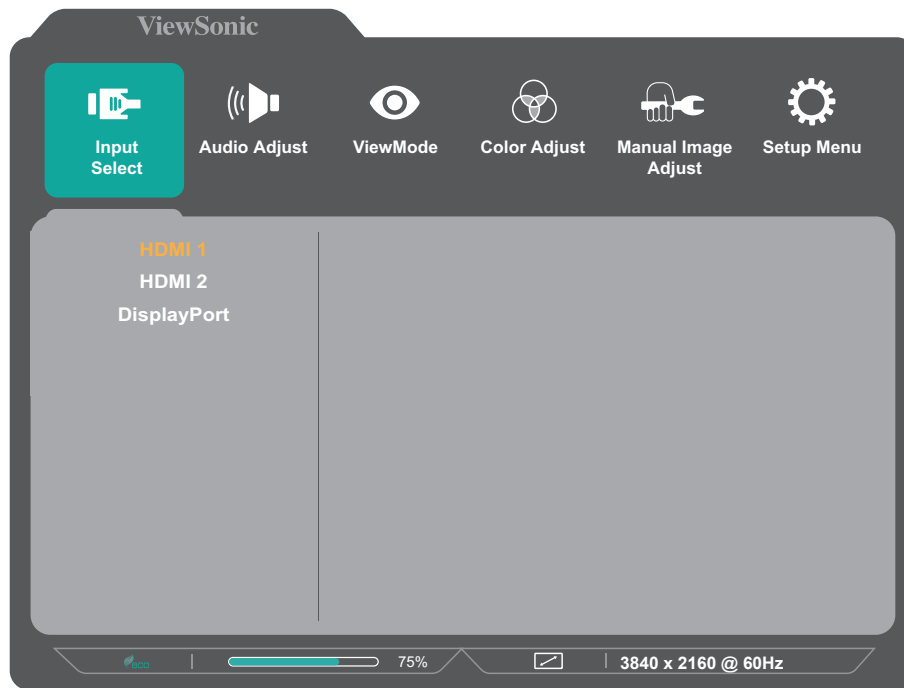 ViewSonic
Input
Select
Audio Adjust
ViewMode
Color Adjust
Manual Image
Adjust
Setup Menu
HDMI 1
HDMI 2
DisplayPort
eco
75%
3840 x 2160 @ 60Hz